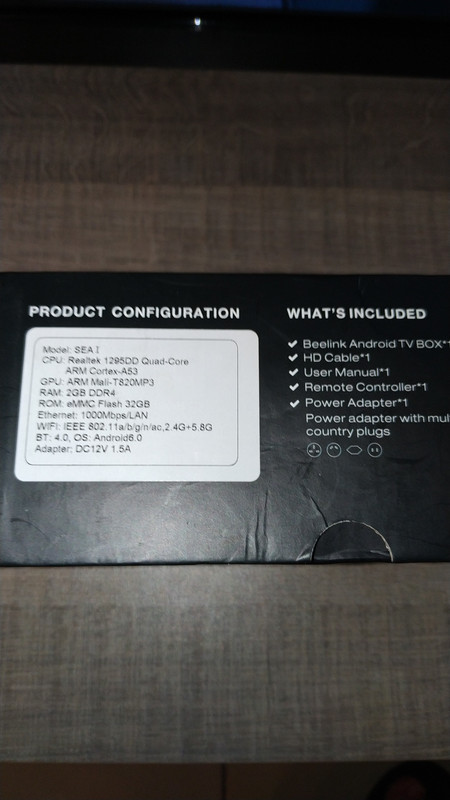 PRODUCT CONFIGURATION
Model: SEA I
CPU: Realtek 1295DD Quad-Core
ARM Cortex-A53
GPU: ARM Mali-T820MP3
RAM: 2GB DDR4
ROM: eMMC Flash 32GB
Ethernet: 1000Mbps/LAN
WIFI: IEEE 802.11a/b/g/n/ac,2.4G+5.8G
BT: 4.0, OS: Android6.0
Adapter: DC12V 1.5A
WHAT'S INCLUDED
✔ Beelink Android TV BOX*1
✔ HD Cable*1
✔ User Manual*1
✔ Remote Controller*1
✔ Power Adapter*1
Power adapter with mul
country plugs